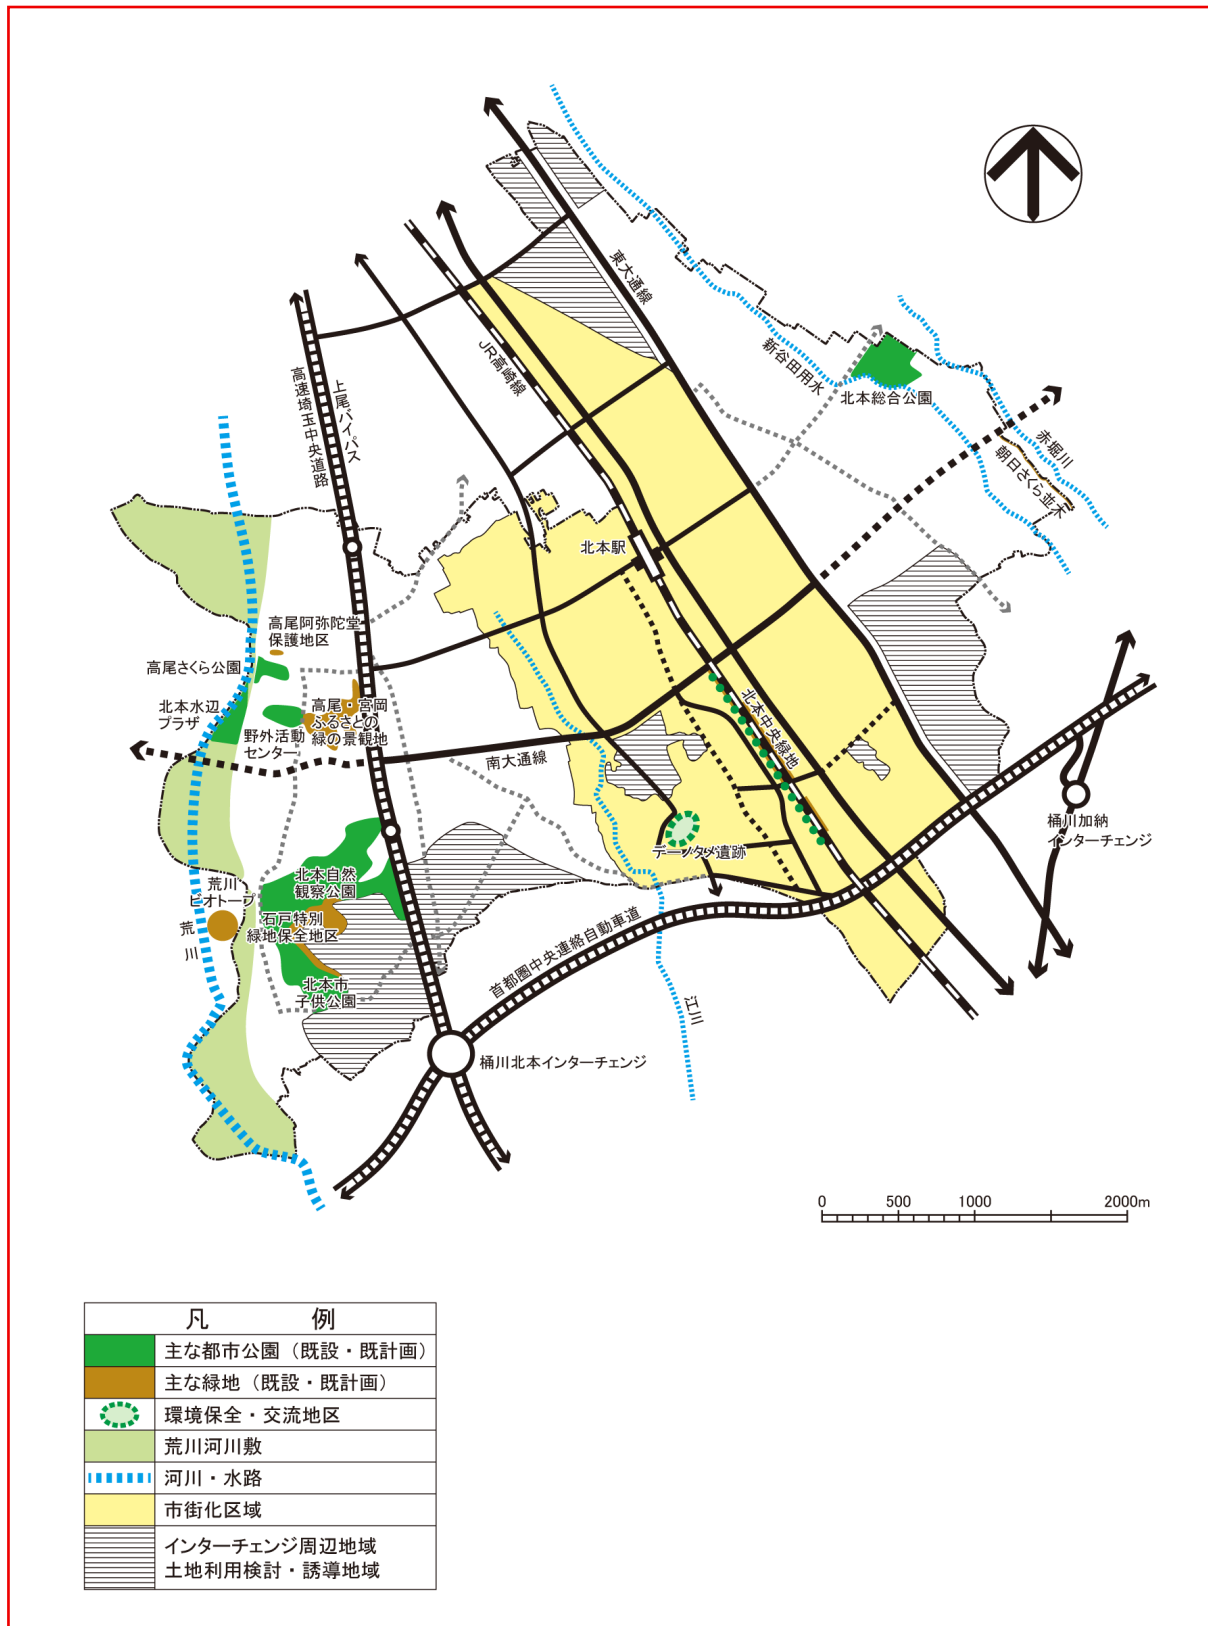 東大通線
JR高崎線
新谷田用水
北本総合公園
赤堀川
朝日さくら並木
上尾バイパス
高速埼玉中央道路
北本駅
高尾阿弥陀堂
保護地区
高尾さくら公園
北本水辺
プラザ
高尾・宮岡
ふるさとの
緑の景観地
野外活動
センター
南大通線
北本中央緑地
桶川加納
インターチェンジ
デーノタメ遺跡
北本自然
観察公園
荒川
ビオトープ
石戸特別
緑地保全地区
荒川
北本市
子供公園
首都圏中央連絡自動車道
江川
桶川北本インターチェンジ
0 500 1000 2000m
凡 例
主な都市公園（既設・既計画）
主な緑地（既設・既計画）
環境保全・交流地区
荒川河川敷
河川・水路
市街化区域
インターチェンジ周辺地域
土地利用検討・誘導地域